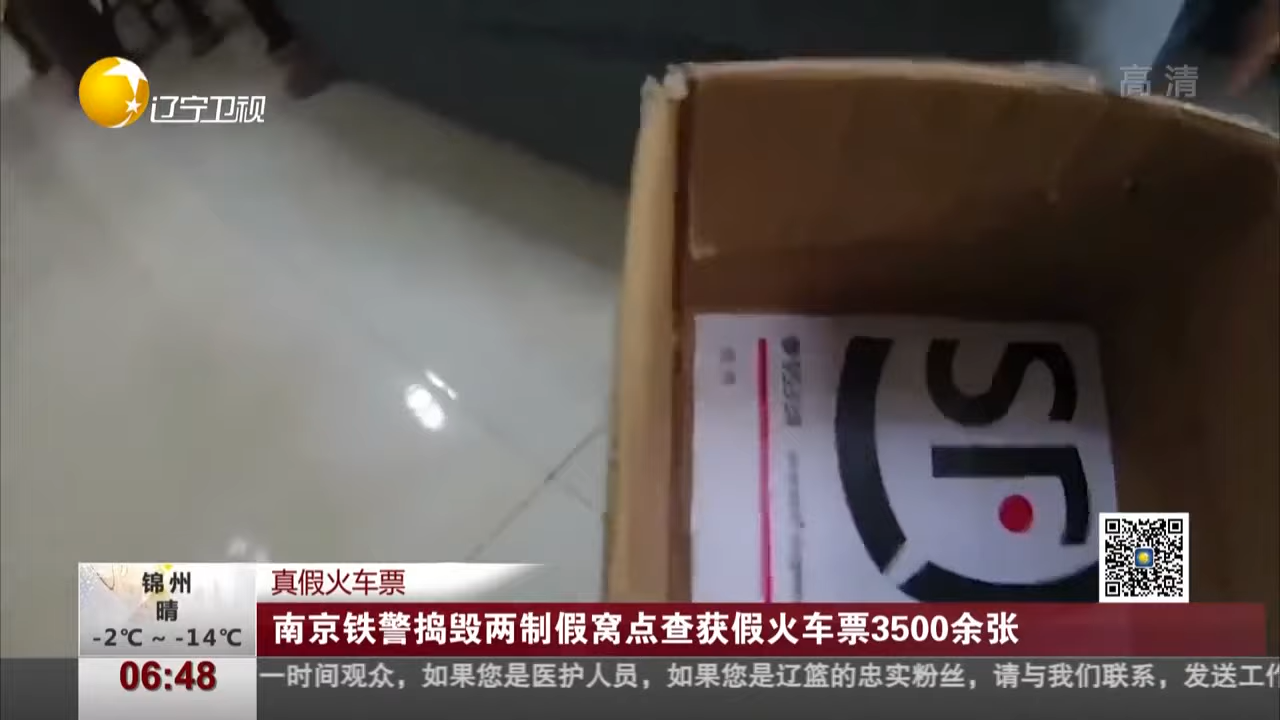 辽宁卫视
高清
SF
锦州
晴
-2℃ ~ -14℃
06:48
真假火车票
南京铁警捣毁两制假窝点查获假火车票3500余张
一时间观众，如果您是医护人员，如果您是辽篮的忠实粉丝，请与我们联系，发送工作